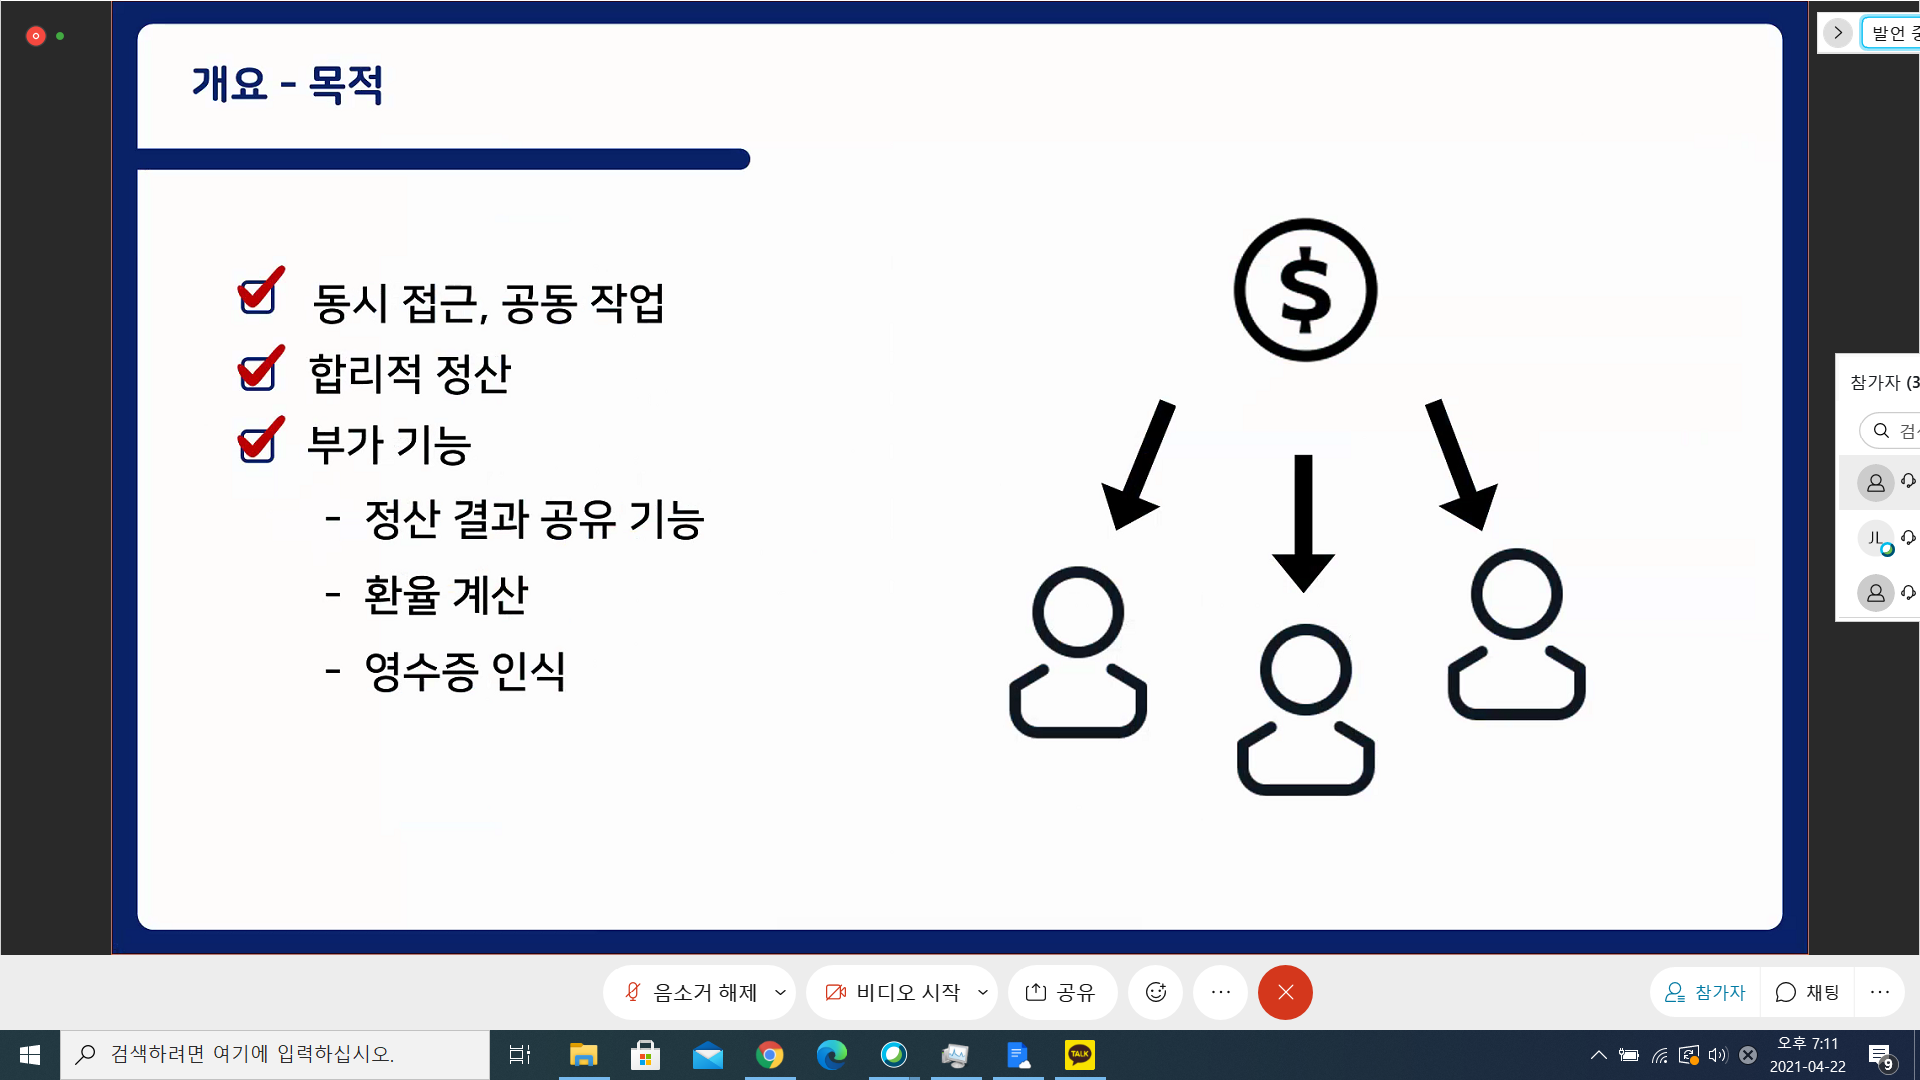 발언 중
개요 - 목적
동시 접근, 공동 작업
합리적 정산
부가 기능
- 정산 결과 공유 기능
- 환율 계산
- 영수증 인식
$
참가자 (3
JL
음소거 해제
비디오 시작
공유
참가자
채팅
검색하려면 여기에 입력하십시오.
TALK
오후 7:11
2021-04-22
9